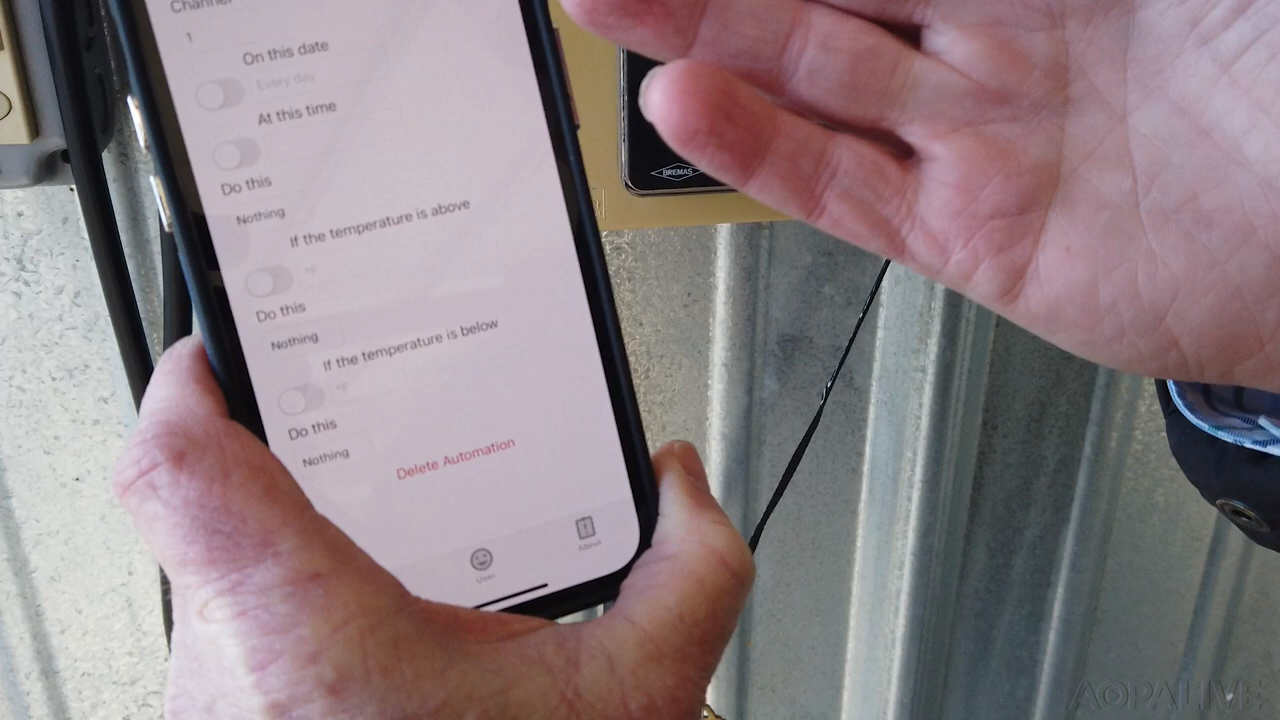 Channel
1
On this date
Every day
At this time
Do this
Nothing
If the temperature is above
°F
Do this
Nothing
If the temperature is below
°F
Do this
Nothing
Delete Automation
User
About
BREMAS
AOPALIVE